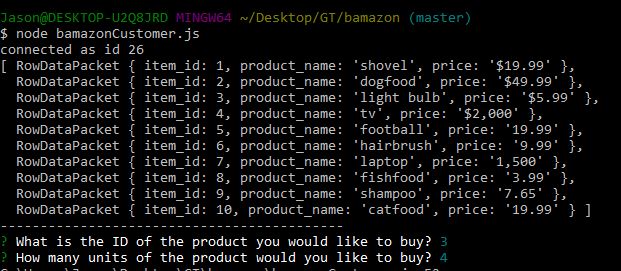 Jason@DESKTOP-U2Q8JRD MINGW64 ~/Desktop/GT/bamazon (master)
$ node bamazonCustomer.js
connected as id 26
[ RowDataPacket { item_id: 1, product_name: 'shovel', price: '$19.99' },
  RowDataPacket { item_id: 2, product_name: 'dogfood', price: '$49.99' },
  RowDataPacket { item_id: 3, product_name: 'light bulb', price: '$5.99' },
  RowDataPacket { item_id: 4, product_name: 'tv', price: '$2,000' },
  RowDataPacket { item_id: 5, product_name: 'football', price: '19.99' },
  RowDataPacket { item_id: 6, product_name: 'hairbrush', price: '9.99' },
  RowDataPacket { item_id: 7, product_name: 'laptop', price: '1,500' },
  RowDataPacket { item_id: 8, product_name: 'fishfood', price: '3.99' },
  RowDataPacket { item_id: 9, product_name: 'shampoo', price: '7.65' },
  RowDataPacket { item_id: 10, product_name: 'catfood', price: '19.99' } ]
-----------------------------------------
? What is the ID of the product you would like to buy? 3
? How many units of the product would you like to buy? 4